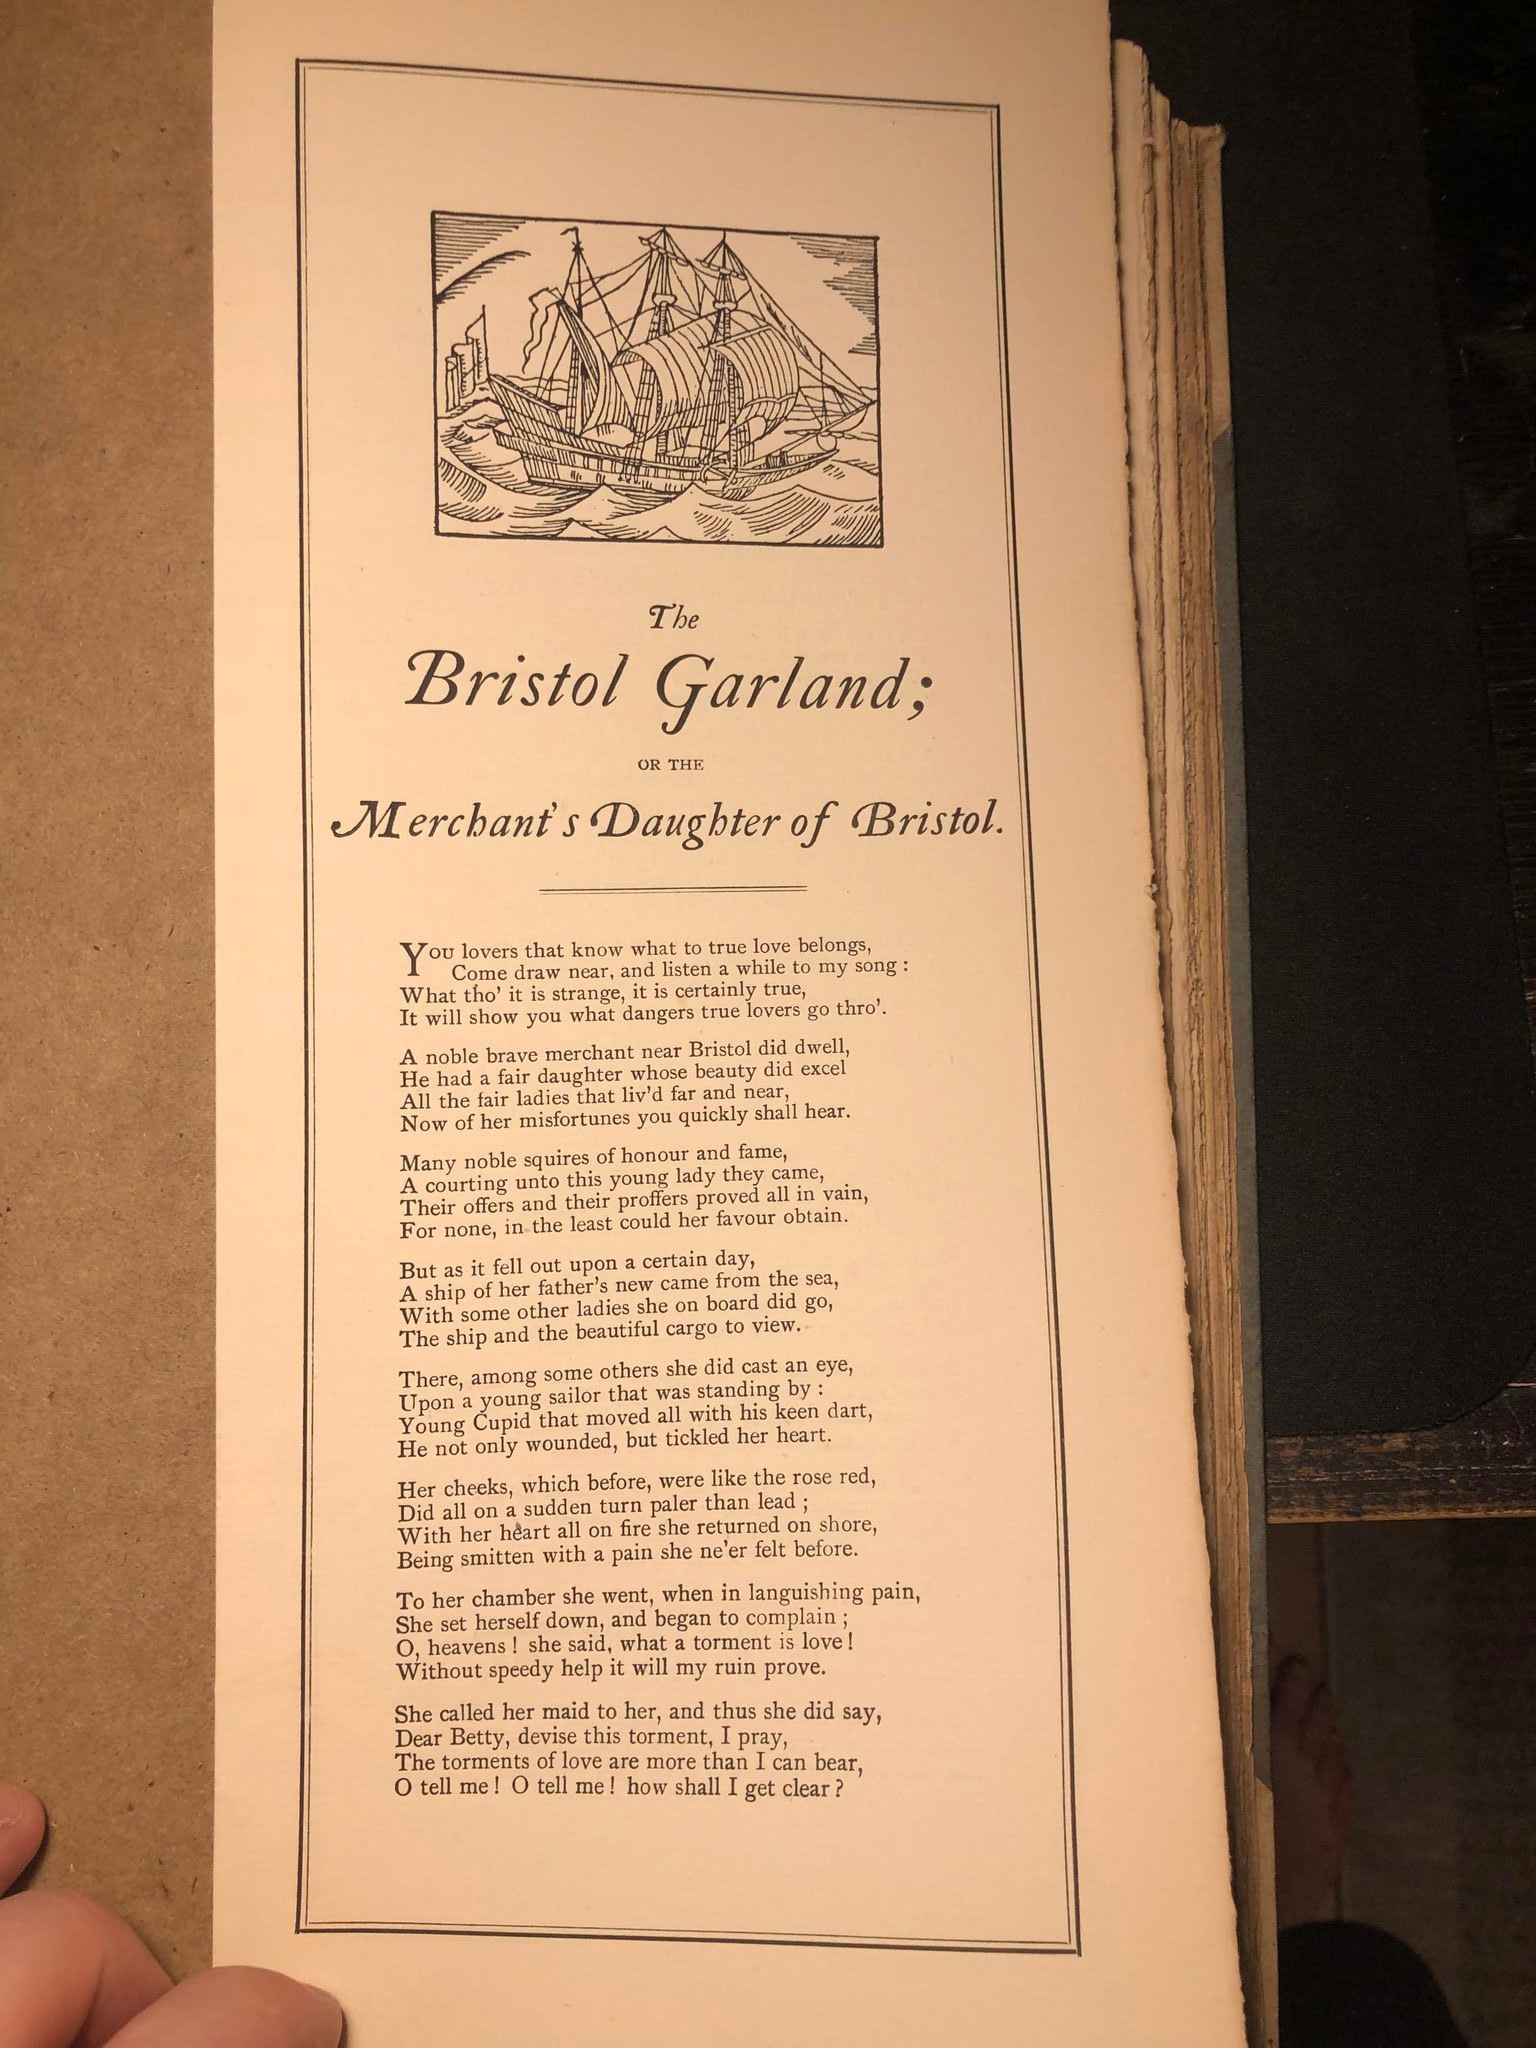 The
Bristol Garland;
OR THE
Merchant's Daughter of Bristol.
YOU lovers that know what to true love belongs,
Come draw near, and listen a while to my song :
What tho' it is strange, it is certainly true,
It will show you what dangers true lovers go thro'.
A noble brave merchant near Bristol did dwell,
He had a fair daughter whose beauty did excel
All the fair ladies that liv'd far and near,
Now of her misfortunes you quickly shall hear.
Many noble squires of honour and fame,
A courting unto this young lady they came,
Their offers and their proffers proved all in vain,
For none, in the least could her favour obtain.
But as it fell out upon a certain day,
A ship of her father's new came from the sea,
With some other ladies she on board did go,
The ship and the beautiful cargo to view.
There, among some others she did cast an eye,
Upon a young sailor that was standing by :
Young Cupid that moved all with his keen dart,
He not only wounded, but tickled her heart.
Her cheeks, which before, were like the rose red,
Did all on a sudden turn paler than lead ;
With her heart all on fire she returned on shore,
Being smitten with a pain she ne'er felt before.
To her chamber she went, when in languishing pain,
She set herself down, and began to complain ;
O, heavens ! she said, what a torment is love !
Without speedy help it will my ruin prove.
She called her maid to her, and thus she did say,
Dear Betty, devise this torment, I pray,
The torments of love are more than I can bear,
O tell me ! O tell me ! how shall I get clear ?